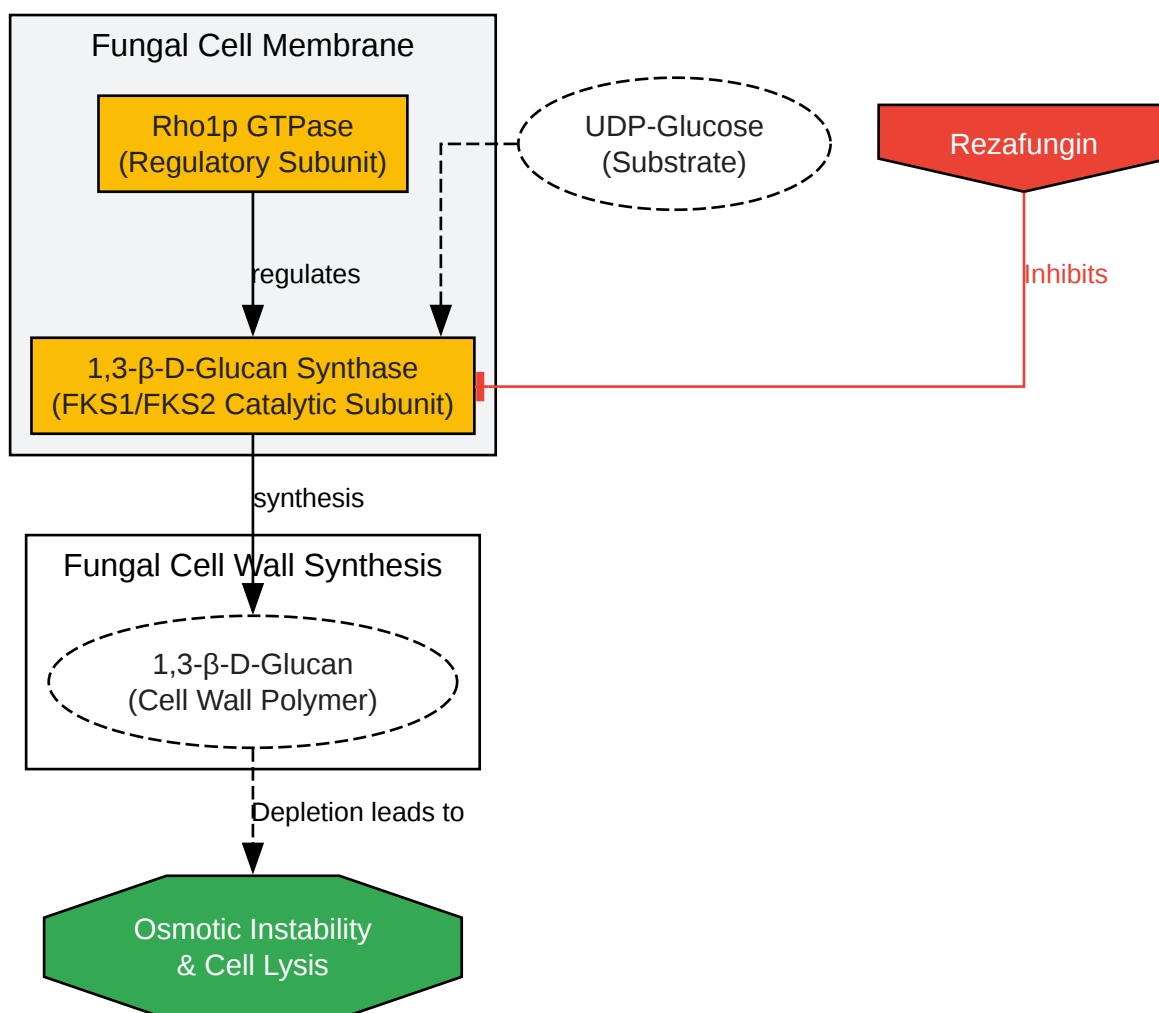 Fungal Cell Membrane
Rho1p GTPase
(Regulatory Subunit)
UDP-Glucose
(Substrate)
Rezafungin
regulates
Inhibits
1,3-β-D-Glucan Synthase
(FKS1/FKS2 Catalytic Subunit)
synthesis
Fungal Cell Wall Synthesis
1,3-β-D-Glucan
(Cell Wall Polymer)
Depletion leads to
Osmotic Instability
& Cell Lysis